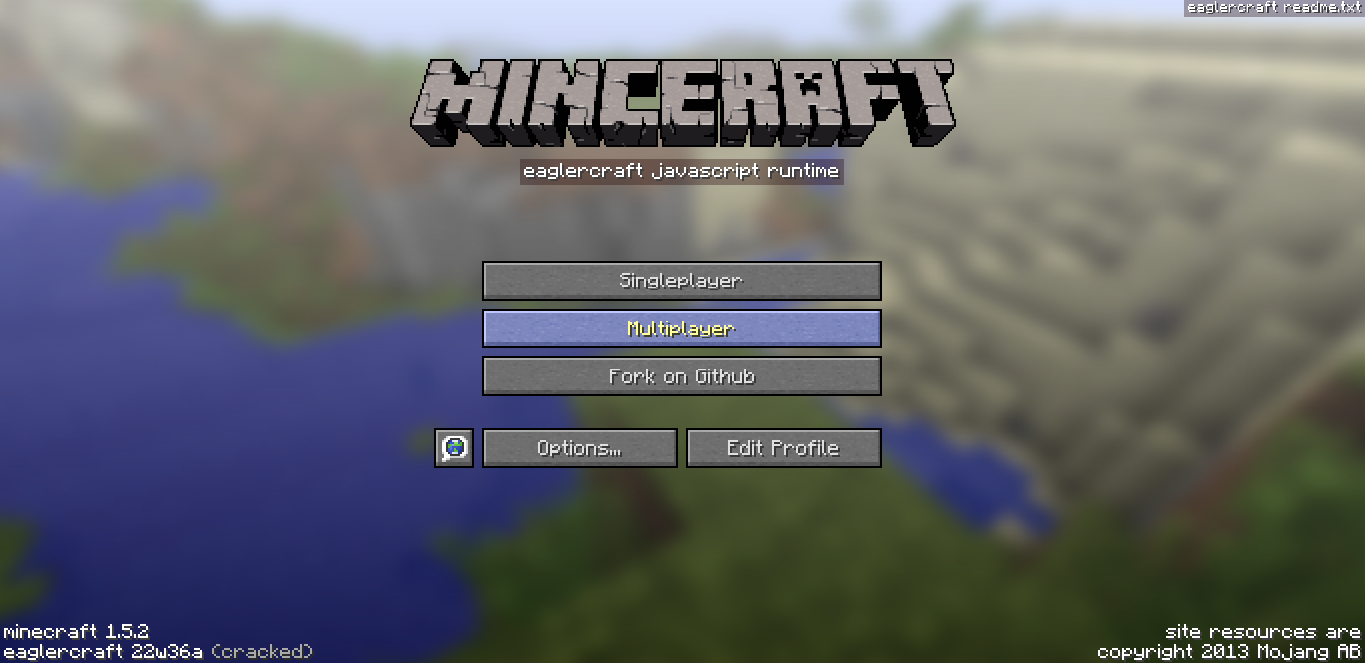 eaglercraft readme.txt
MINCERAFT
eaglercraft javascript runtime
Singleplayer
Multiplayer
Fork on Github
Options...
Edit Profile
minecraft 1.5.2
eaglercraft 22w36a (cracked)
site resources are
copyright 2013 Mojang AB